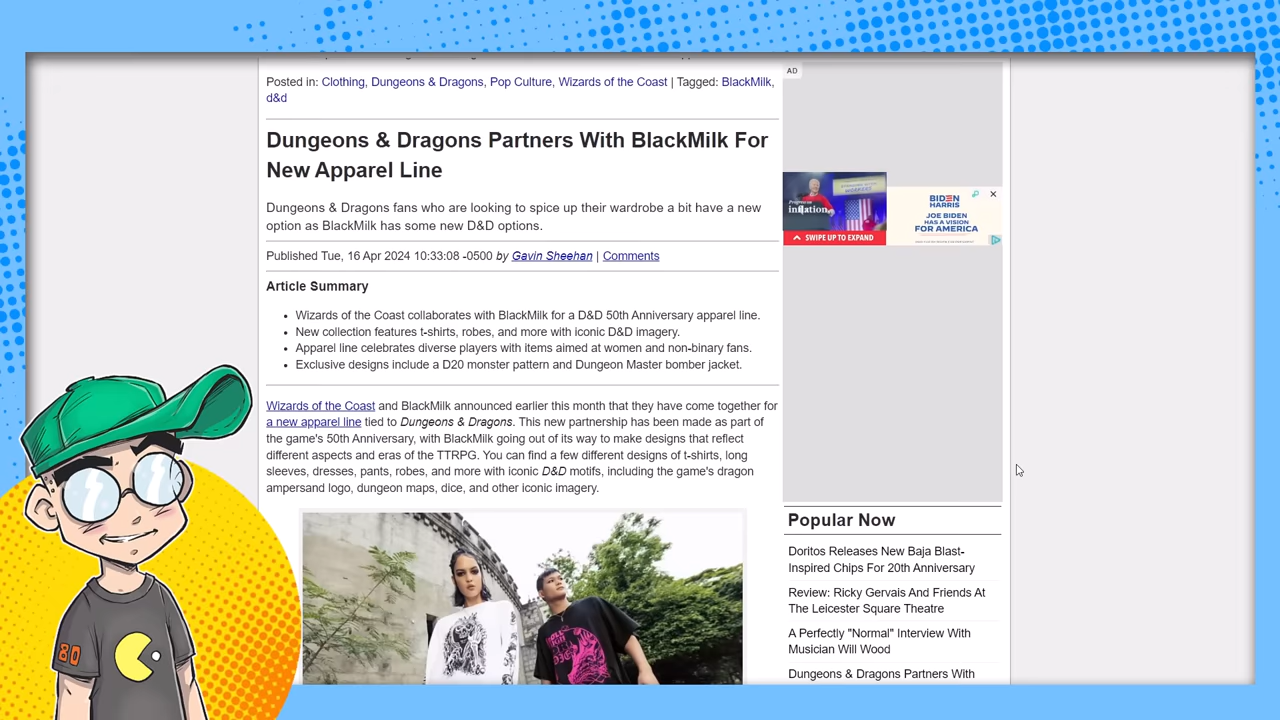 Posted in: Clothing, Dungeons & Dragons, Pop Culture, Wizards of the Coast | Tagged: BlackMilk,
d&d
Dungeons & Dragons Partners With BlackMilk For
New Apparel Line
Dungeons & Dragons fans who are looking to spice up their wardrobe a bit have a new
option as BlackMilk has some new D&D options.
Published Tue, 16 Apr 2024 10:33:08 -0500 by Gavin Sheehan | Comments
Article Summary
Wizards of the Coast collaborates with BlackMilk for a D&D 50th Anniversary apparel line.
New collection features t-shirts, robes, and more with iconic D&D imagery.
Apparel line celebrates diverse players with items aimed at women and non-binary fans.
Exclusive designs include a D20 monster pattern and Dungeon Master bomber jacket.
Wizards of the Coast and BlackMilk announced earlier this month that they have come together for
a new apparel line tied to Dungeons & Dragons. This new partnership has been made as part of
the game's 50th Anniversary, with BlackMilk going out of its way to make designs that reflect
different aspects and eras of the TTRPG. You can find a few different designs of t-shirts, long
sleeves, dresses, pants, robes, and more with iconic D&D motifs, including the game's dragon
ampersand logo, dungeon maps, dice, and other iconic imagery.
AD
inflation
SWIPE UP TO EXPAND
BIDEN
HARRIS
JOE BIDEN
HAS A VISION
FOR AMERICA
Popular Now
Doritos Releases New Baja Blast-
Inspired Chips For 20th Anniversary
Review: Ricky Gervais And Friends At
The Leicester Square Theatre
A Perfectly "Normal" Interview With
Musician Will Wood
Dungeons & Dragons Partners With
80